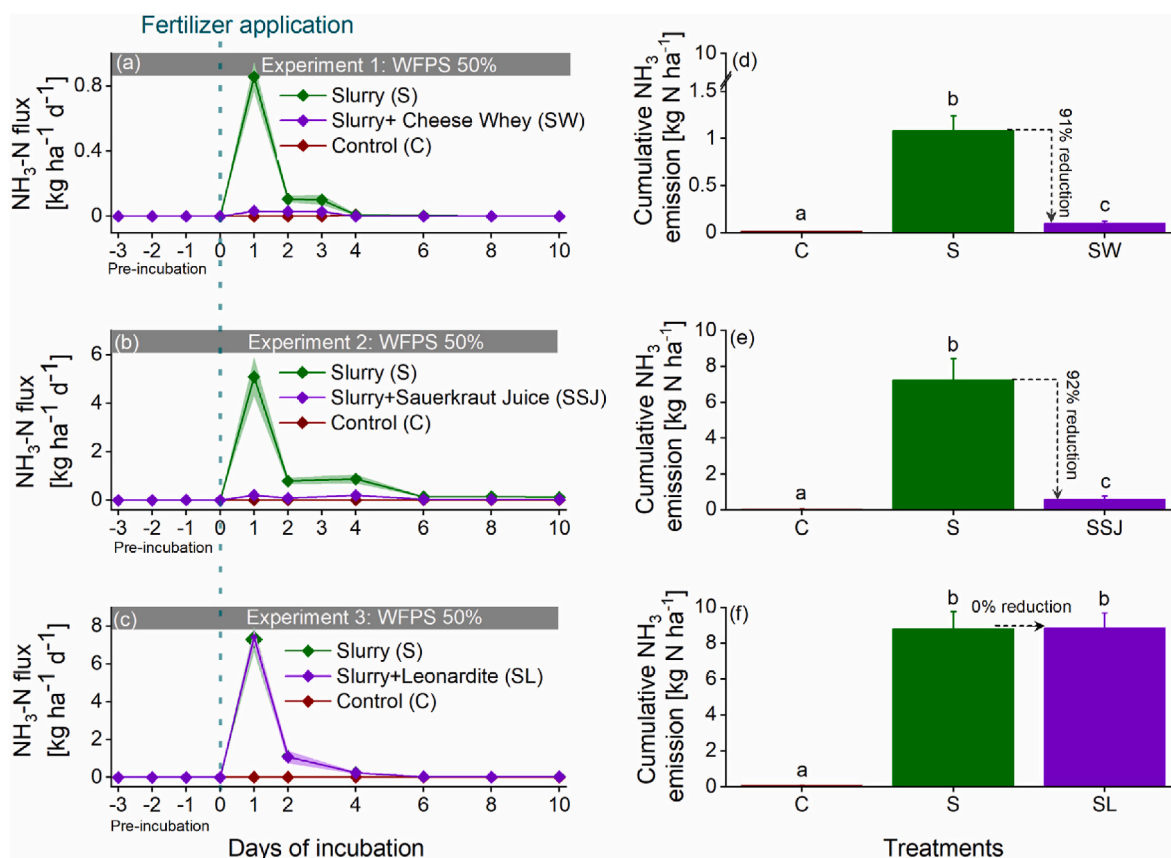 Fertilizer application
(a)
Experiment 1: WFPS 50%
NH₃-N flux
[kg ha⁻¹ d⁻¹]
0.8
0.4
0
Slurry (S)
Slurry+ Cheese Whey (SW)
Control (C)
-3 -2 -1 0 1 2 3 4 6 8 10
Pre-incubation
(d)
Cumulative NH₃
emission [kg N ha⁻¹]
10
1.5
1
0.5
0
a
b
c
91% reduction
C S SW
(b)
Experiment 2: WFPS 50%
NH₃-N flux
[kg ha⁻¹ d⁻¹]
6
4
2
0
Slurry (S)
Slurry+Sauerkraut Juice (SSJ)
Control (C)
-3 -2 -1 0 1 2 4 6 8 10
Pre-incubation
(e)
Cumulative NH₃
emission [kg N ha⁻¹]
10
8
6
4
2
0
a
b
c
92% reduction
C S SSJ
(c)
Experiment 3: WFPS 50%
NH₃-N flux
[kg ha⁻¹ d⁻¹]
8
6
4
2
0
Slurry (S)
Slurry+Leonardite (SL)
Control (C)
-3 -2 -1 0 1 2 4 6 8 10
Pre-incubation
Days of incubation
(f)
Cumulative NH₃
emission [kg N ha⁻¹]
10
8
6
4
2
0
a
b
0% reduction
b
C S SL
Treatments